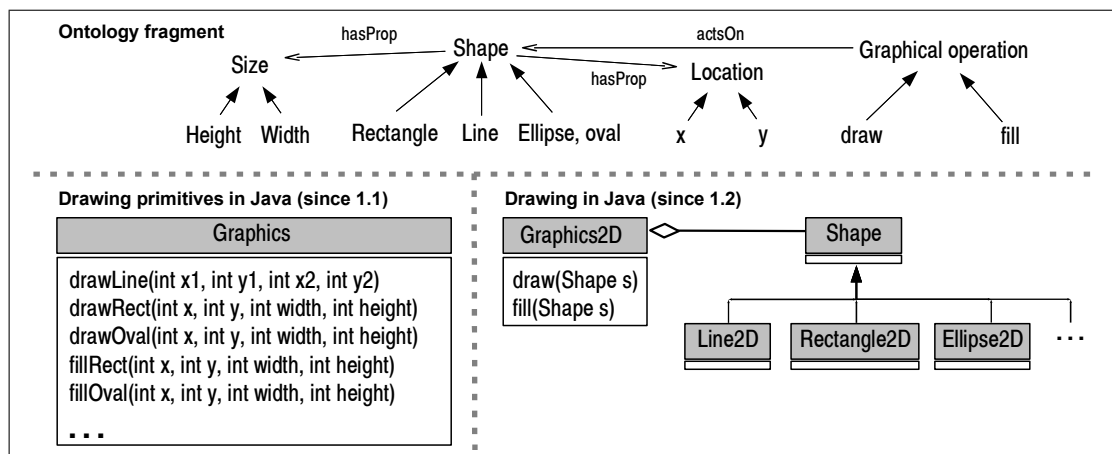 Ontology fragment
hasProp
Shape
actsOn
Graphical operation
Size
hasProp
Location
Height
Width
Rectangle
Line
Ellipse, oval
x
y
draw
fill
Drawing primitives in Java (since 1.1)
Graphics
drawLine(int x1, int y1, int x2, int y2)
drawRect(int x, int y, int width, int height)
drawOval(int x, int y, int width, int height)
fillRect(int x, int y, int width, int height)
fillOval(int x, int y, int width, int height)
...
Drawing in Java (since 1.2)
Graphics2D
draw(Shape s)
fill(Shape s)
Shape
Line2D
Rectangle2D
Ellipse2D
...